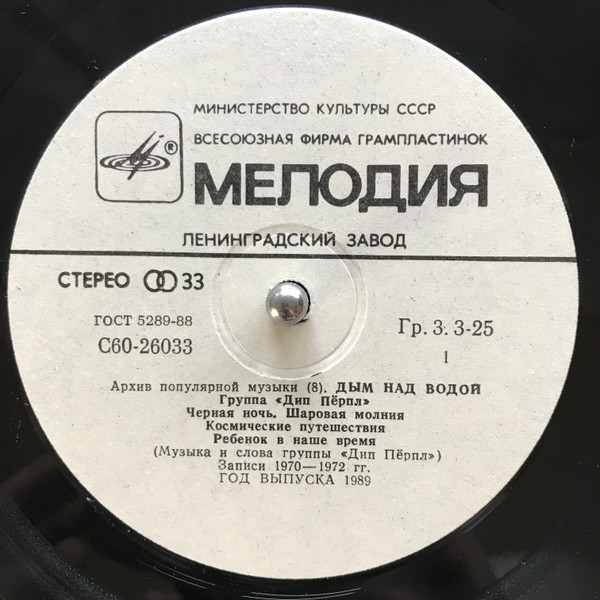 МИНИСТЕРСТВО КУЛЬТУРЫ СССР
ВСЕСОЮЗНАЯ ФИРМА ГРАМПЛАСТИНОК
®
МЕЛОДИЯ
ЛЕНИНГРАДСКИЙ ЗАВОД
СТЕРЕО 33
ГОСТ 5289-88
С60-26033
Гр. 3. 3-25
1
Архив популярной музыки (8). ДЫМ НАД ВОДОЙ
Группа «Дип Пёрпл»
Черная ночь. Шаровая молния
Космические путешествия
Ребенок в наше время
(Музыка и слова группы «Дип Пёрпл»)
Записи 1970—1972 гг.
ГОД ВЫПУСКА 1989